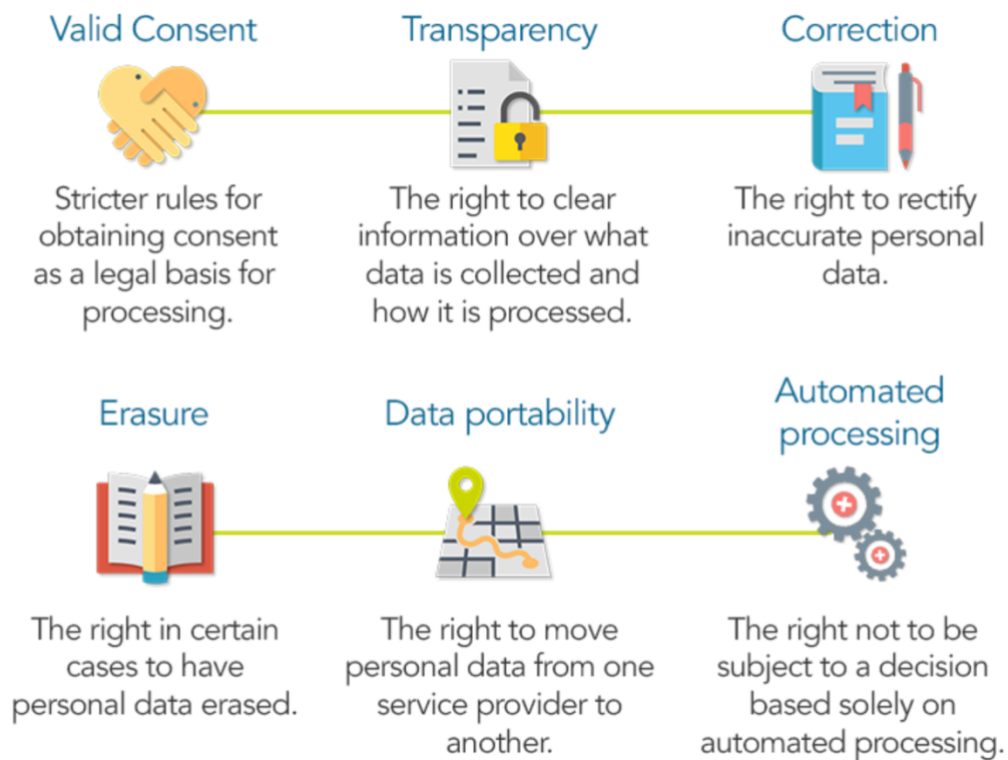 Valid Consent
Stricter rules for
obtaining consent
as a legal basis for
processing.
Transparency
The right to clear
information over what
data is collected and
how it is processed.
Correction
The right to rectify
inaccurate personal
data.
Erasure
The right in certain
cases to have
personal data erased.
Data portability
The right to move
personal data from one
service provider to
another.
Automated
processing
The right not to be
subject to a decision
based solely on
automated processing.